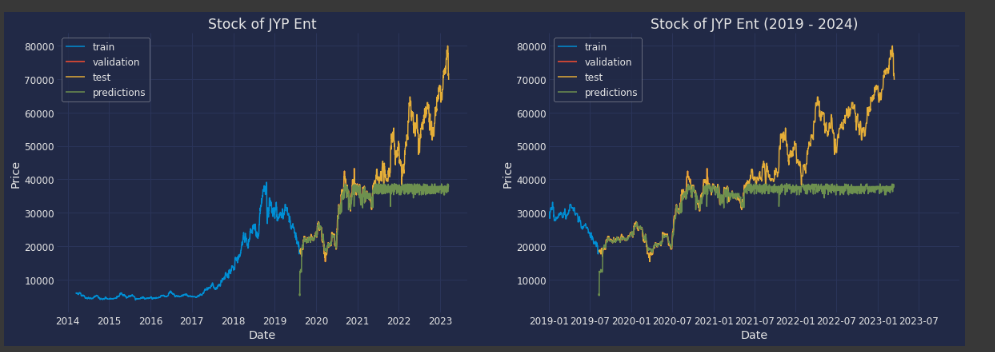 Stock of JYP Ent
80000
70000
60000
50000
40000
30000
20000
10000
Price
train
validation
test
predictions
2014 2015 2016 2017 2018 2019 2020 2021 2022 2023
Date
Stock of JYP Ent (2019 - 2024)
80000
70000
60000
50000
40000
30000
20000
10000
Price
train
validation
test
predictions
2019-01 2019-07 2020-01 2020-07 2021-01 2021-07 2022-01 2022-07 2023-01 2023-07
Date